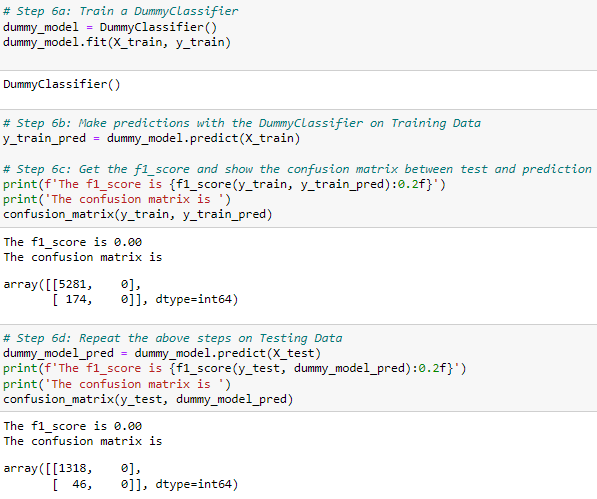 # Step 6a: Train a DummyClassifier
dummy_model = DummyClassifier()
dummy_model.fit(X_train, y_train)
DummyClassifier()
# Step 6b: Make predictions with the DummyClassifier on Training Data
y_train_pred = dummy_model.predict(X_train)
# Step 6c: Get the f1_score and show the confusion matrix between test and prediction
print(f'The f1_score is {f1_score(y_train, y_train_pred):0.2f}')
print('The confusion matrix is ')
confusion_matrix(y_train, y_train_pred)
The f1_score is 0.00
The confusion matrix is
array([[5281,    0],
       [ 174,    0]], dtype=int64)
# Step 6d: Repeat the above steps on Testing Data
dummy_model_pred = dummy_model.predict(X_test)
print(f'The f1_score is {f1_score(y_test, dummy_model_pred):0.2f}')
print('The confusion matrix is ')
confusion_matrix(y_test, dummy_model_pred)
The f1_score is 0.00
The confusion matrix is
array([[1318,    0],
       [  46,    0]], dtype=int64)